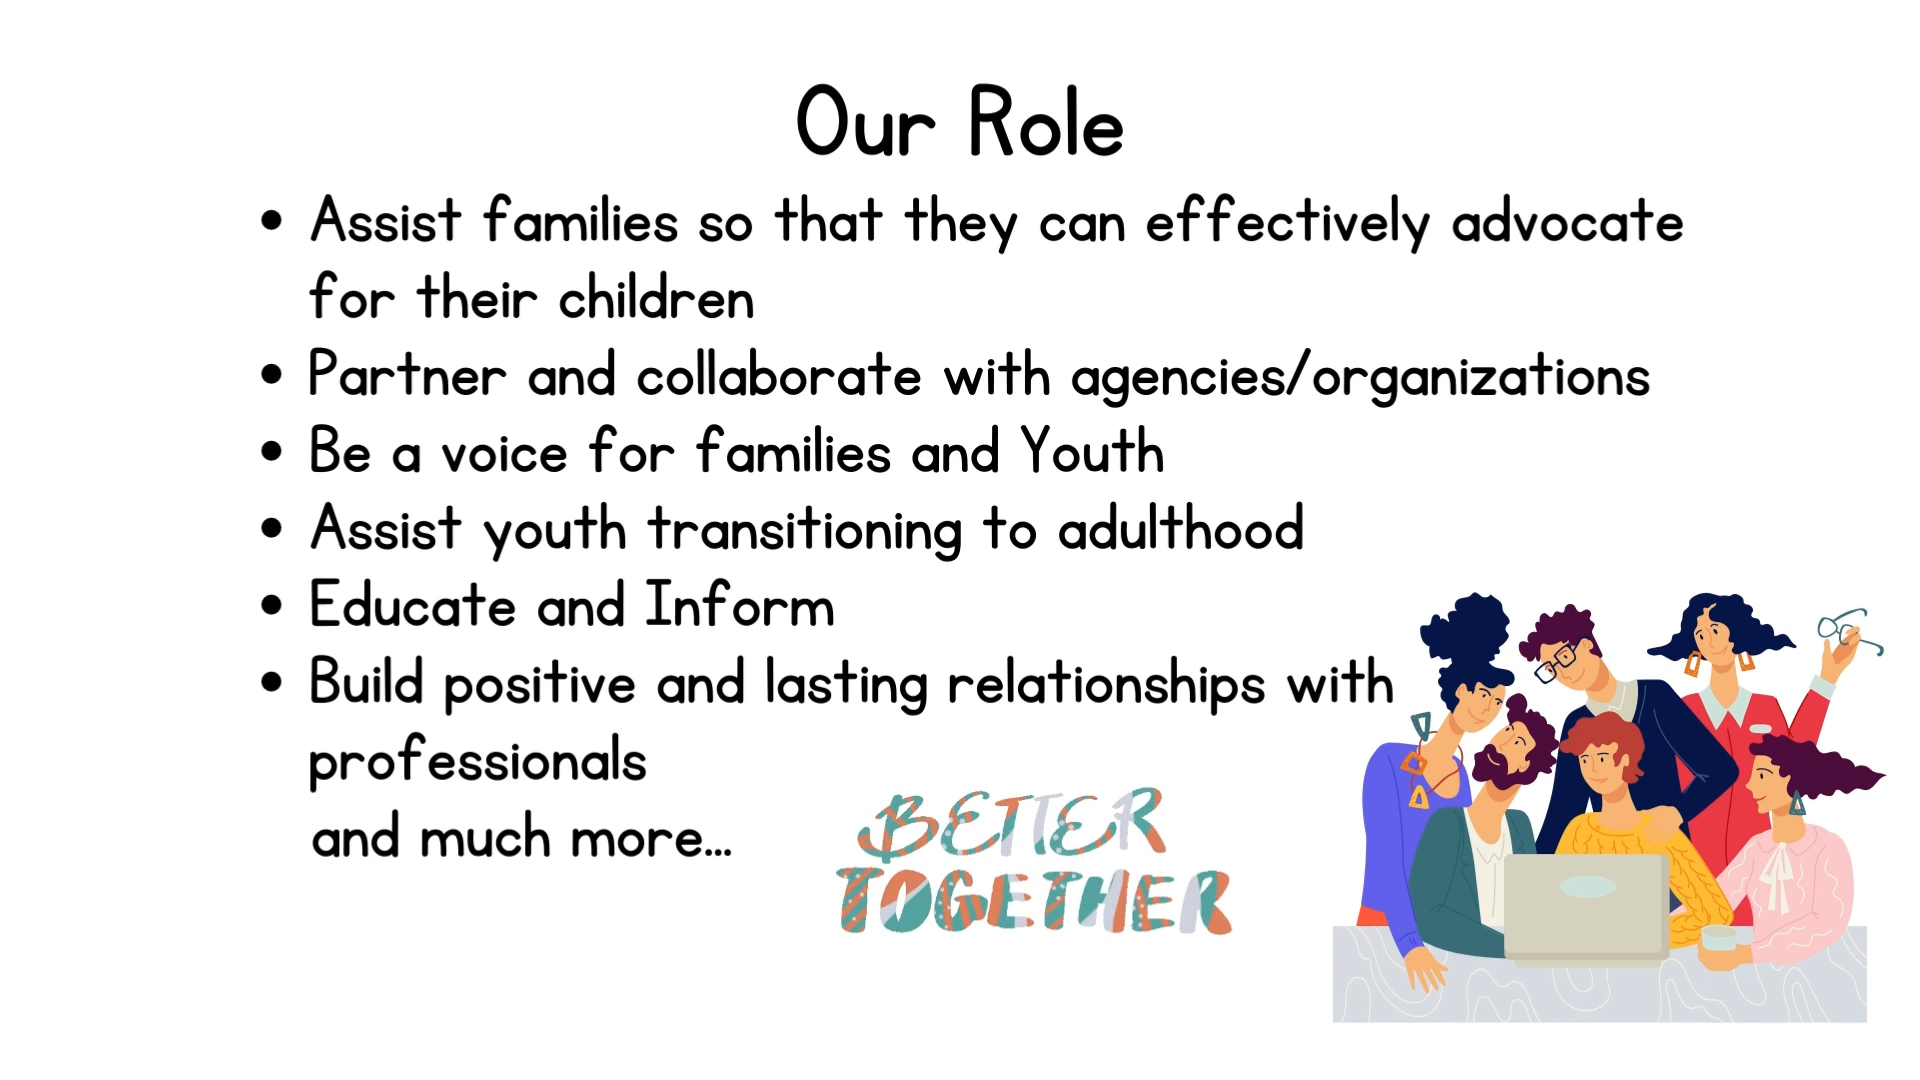 Our Role
• Assist families so that they can effectively advocate
for their children
• Partner and collaborate with agencies/organizations
• Be a voice for families and Youth
• Assist youth transitioning to adulthood
• Educate and Inform
• Build positive and lasting relationships with
professionals
and much more...
BETTER
TOGETHER